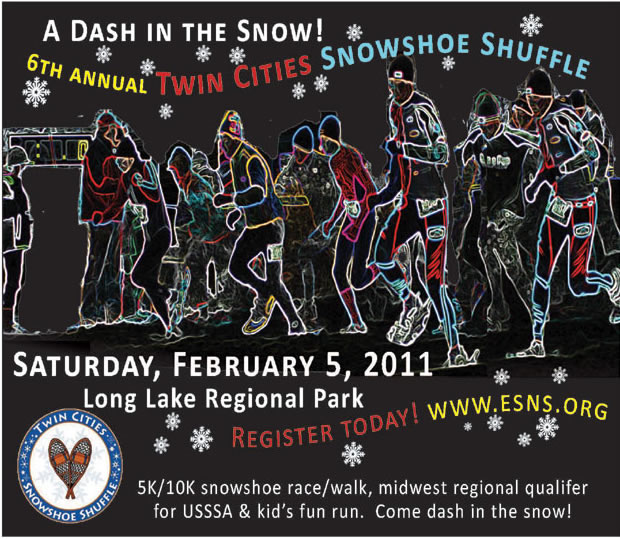 A Dash in the Snow!
6th annual Twin Cities Snowshoe Shuffle
Saturday, February 5, 2011
Long Lake Regional Park
Register today! www.esns.org
Twin Cities
Snowshoe Shuffle
5K/10K snowshoe race/walk, midwest regional qualifer
for USSSA & kid's fun run.  Come dash in the snow!